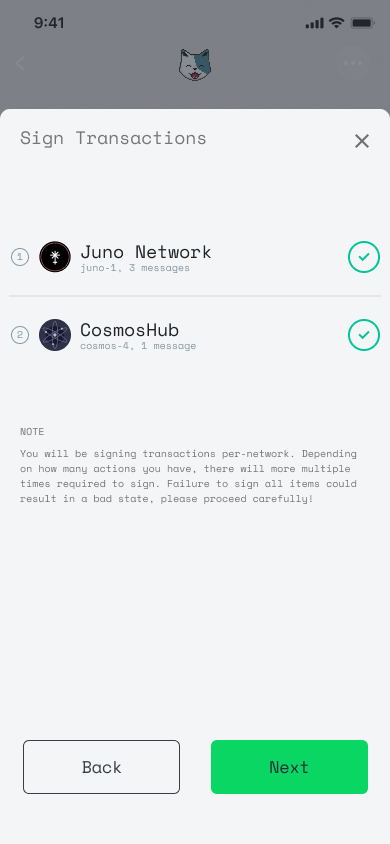 9:41
Sign Transactions
1
Juno Network
juno-1, 3 messages
2
CosmosHub
cosmos-4, 1 message
NOTE
You will be signing transactions per-network. Depending
on how many actions you have, there will more multiple
times required to sign. Failure to sign all items could
result in a bad state, please proceed carefully!
Back
Next